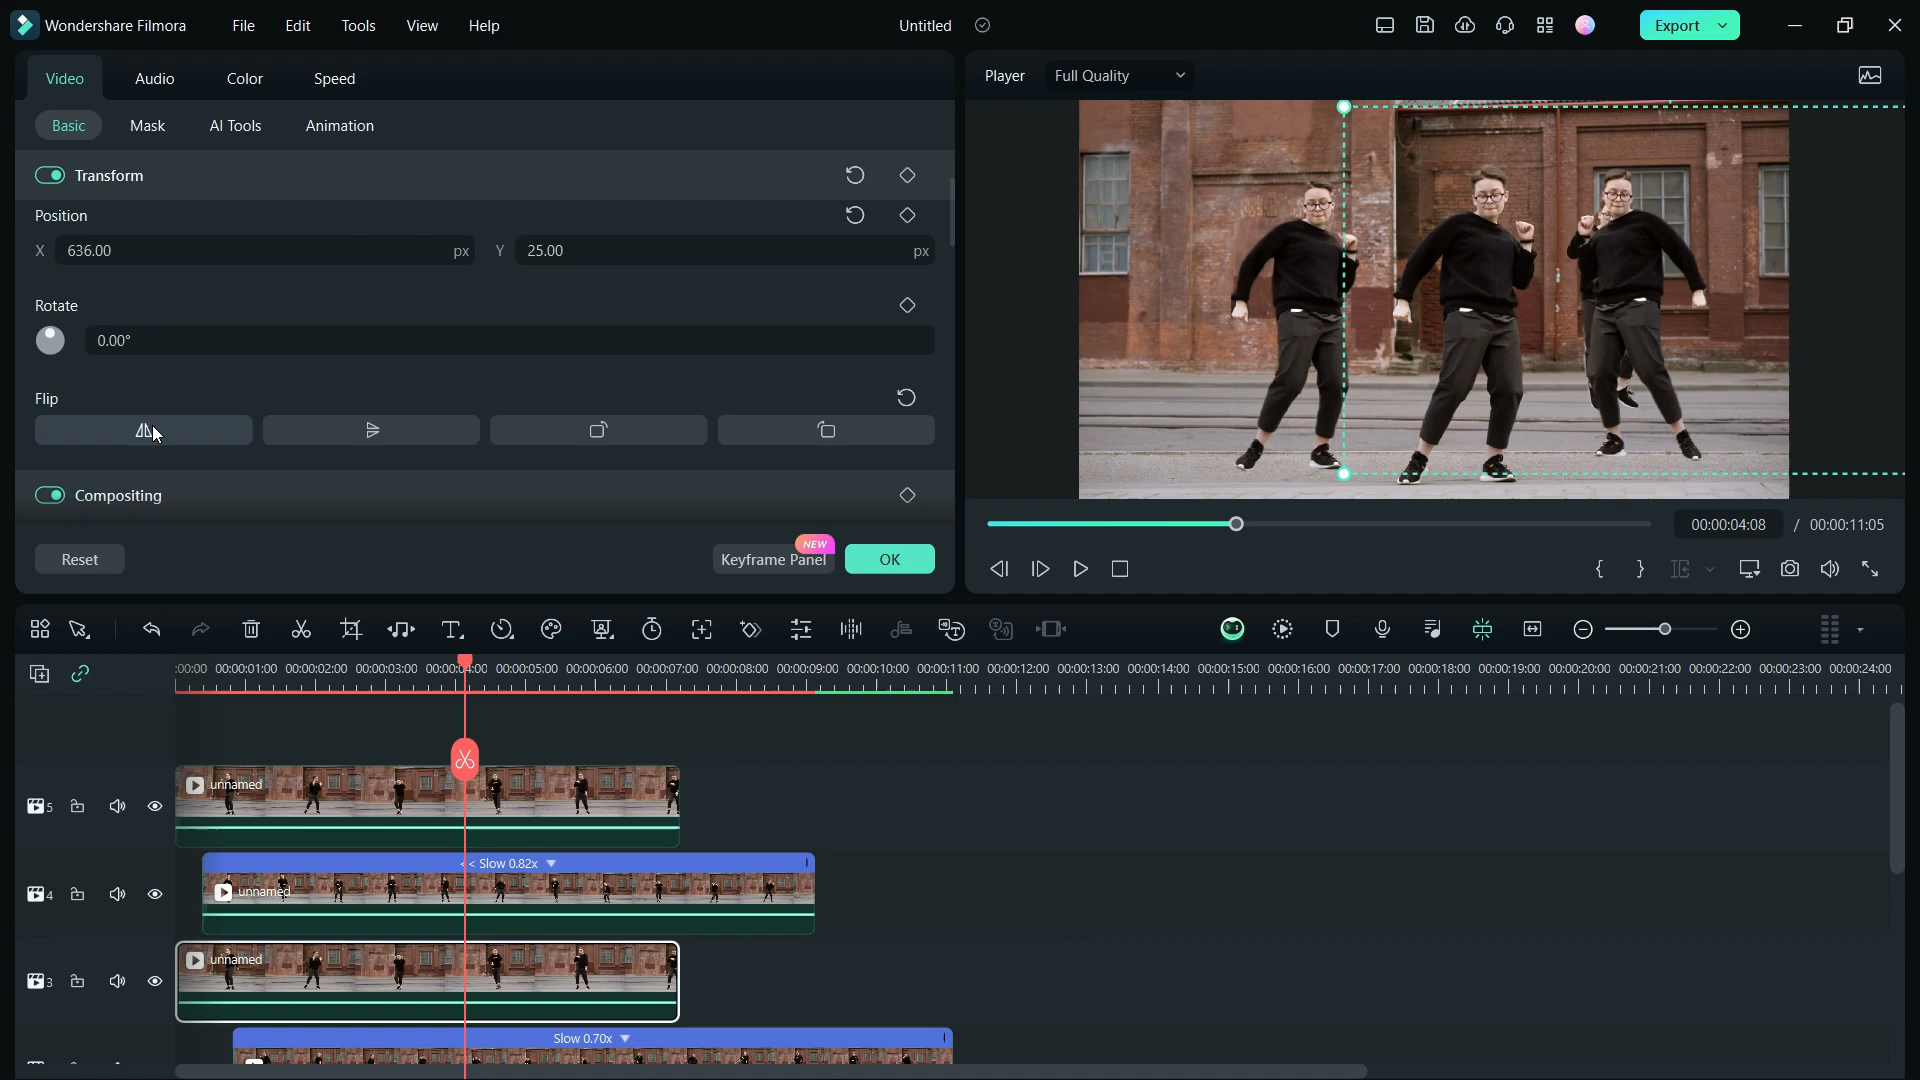 Wondershare Filmora File Edit Tools View Help Untitled Export
Video Audio Color Speed
Basic Mask AI Tools Animation
Transform
Position
X 636.00 px Y 25.00 px
Rotate
0.00°
Flip
Compositing
NEW
Reset Keyframe Panel OK
Player Full Quality
00:00:04:08 / 00:00:11:05
{ }
:00:00 00:00:01:00 00:00:02:00 00:00:03:00 00:00:04:00 00:00:05:00 00:00:06:00 00:00:07:00 00:00:08:00 00:00:09:00 00:00:10:00 00:00:11:00 00:00:12:00 00:00:13:00 00:00:14:00 00:00:15:00 00:00:16:00 00:00:17:00 00:00:18:00 00:00:19:00 00:00:20:00 00:00:21:00 00:00:22:00 00:00:23:00 00:00:24:00
unnamed
5
<< Slow 0.82x
unnamed
4
unnamed
3
Slow 0.70x